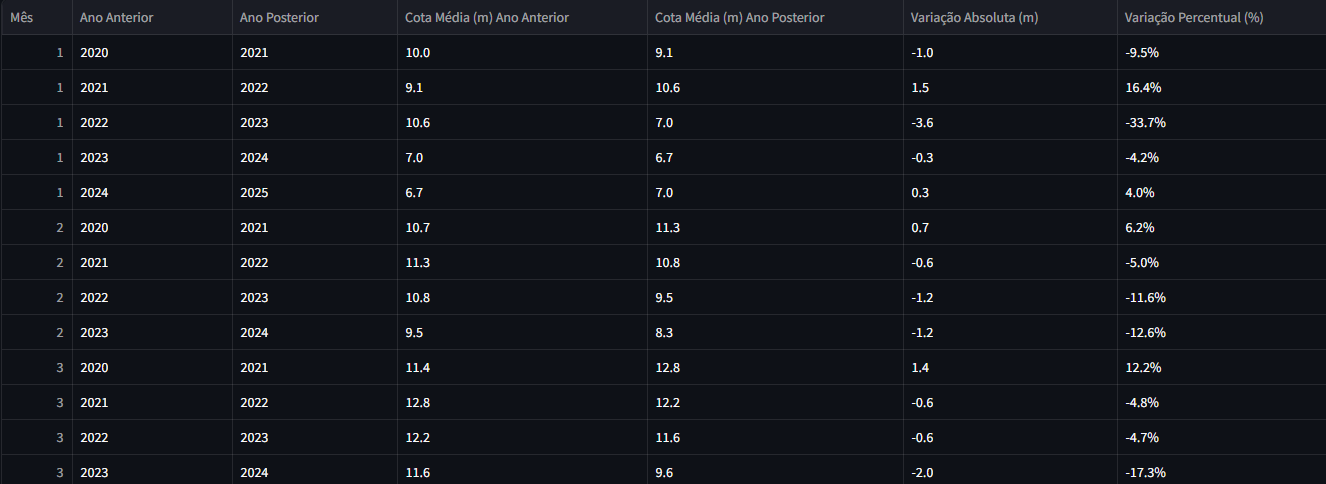 Mês Ano Anterior Ano Posterior Cota Média (m) Ano Anterior Cota Média (m) Ano Posterior Variação Absoluta (m) Variação Percentual (%)
1 2020 2021 10.0 9.1 -1.0 -9.5%
1 2021 2022 9.1 10.6 1.5 16.4%
1 2022 2023 10.6 7.0 -3.6 -33.7%
1 2023 2024 7.0 6.7 -0.3 -4.2%
1 2024 2025 6.7 7.0 0.3 4.0%
2 2020 2021 10.7 11.3 0.7 6.2%
2 2021 2022 11.3 10.8 -0.6 -5.0%
2 2022 2023 10.8 9.5 -1.2 -11.6%
2 2023 2024 9.5 8.3 -1.2 -12.6%
3 2020 2021 11.4 12.8 1.4 12.2%
3 2021 2022 12.8 12.2 -0.6 -4.8%
3 2022 2023 12.2 11.6 -0.6 -4.7%
3 2023 2024 11.6 9.6 -2.0 -17.3%